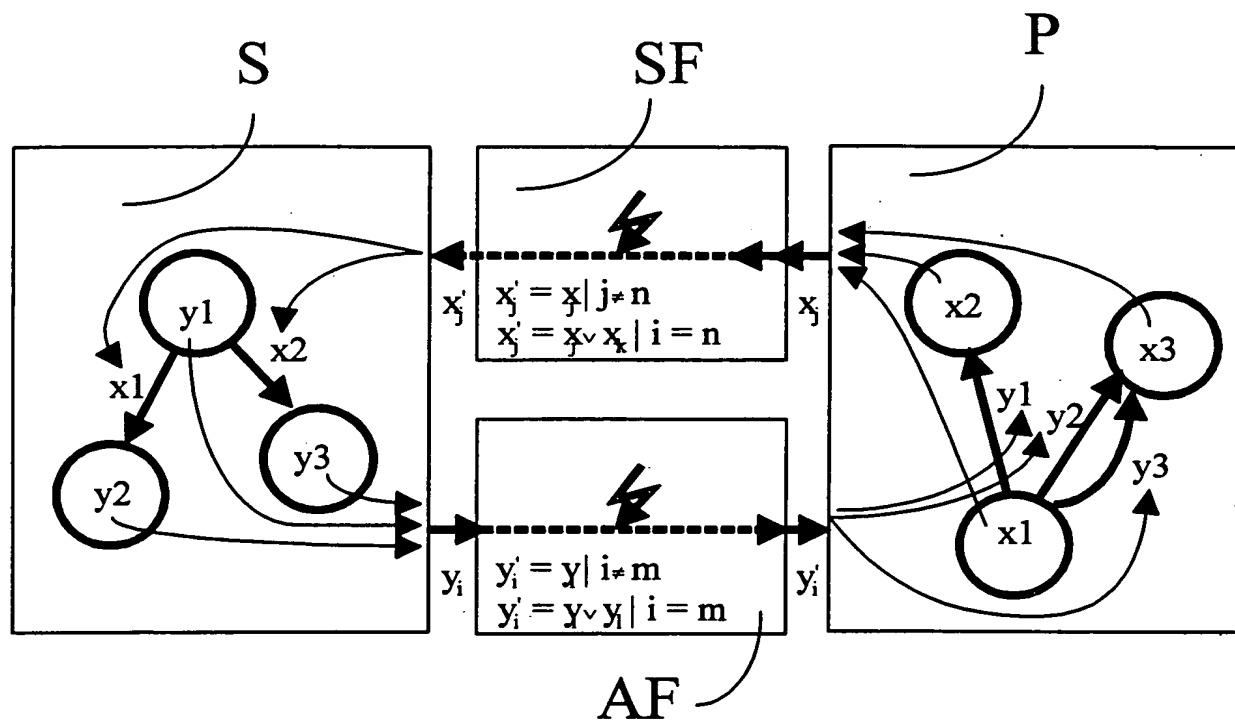 S
SF
P
x'j
x'j = xj | j≠ n
x'j = xj ∨ xk | i = n
xj
y1
x2
x1
y3
y2
x2
x3
y1
y2
y3
x1
yi
y'i = yi | i≠ m
y'i = yi ∨ yl | i = m
y'i
AF